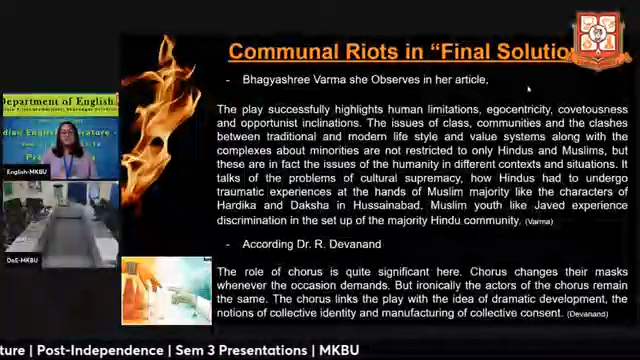 Communal Riots in "Final Solutio
- Bhagyashree Varma she Observes in her article,
The play successfully highlights human limitations, egocentricity, covetousness
and opportunist inclinations. The issues of class, communities and the clashes
between traditional and modern life style and value systems along with the
complexes about minorities are not restricted to only Hindus and Muslims, but
these are in fact the issues of the humanity in different contexts and situations. It
talks of the problems of cultural supremacy, how Hindus had to undergo
traumatic experiences at the hands of Muslim majority like the characters of
Hardika and Daksha in Hussainabad. Muslim youth like Javed experience
discrimination in the set up of the majority Hindu community. (Varma)
- According Dr. R. Devanand
The role of chorus is quite significant here. Chorus changes their masks
whenever the occasion demands. But ironically the actors of the chorus remain
the same. The chorus links the play with the idea of dramatic development, the
notions of collective identity and manufacturing of collective consent. (Devanand)
Department of English
dian English
English-MKBU
DoE-MKBU
ture | Post-Independence | Sem 3 Presentations | MKBU